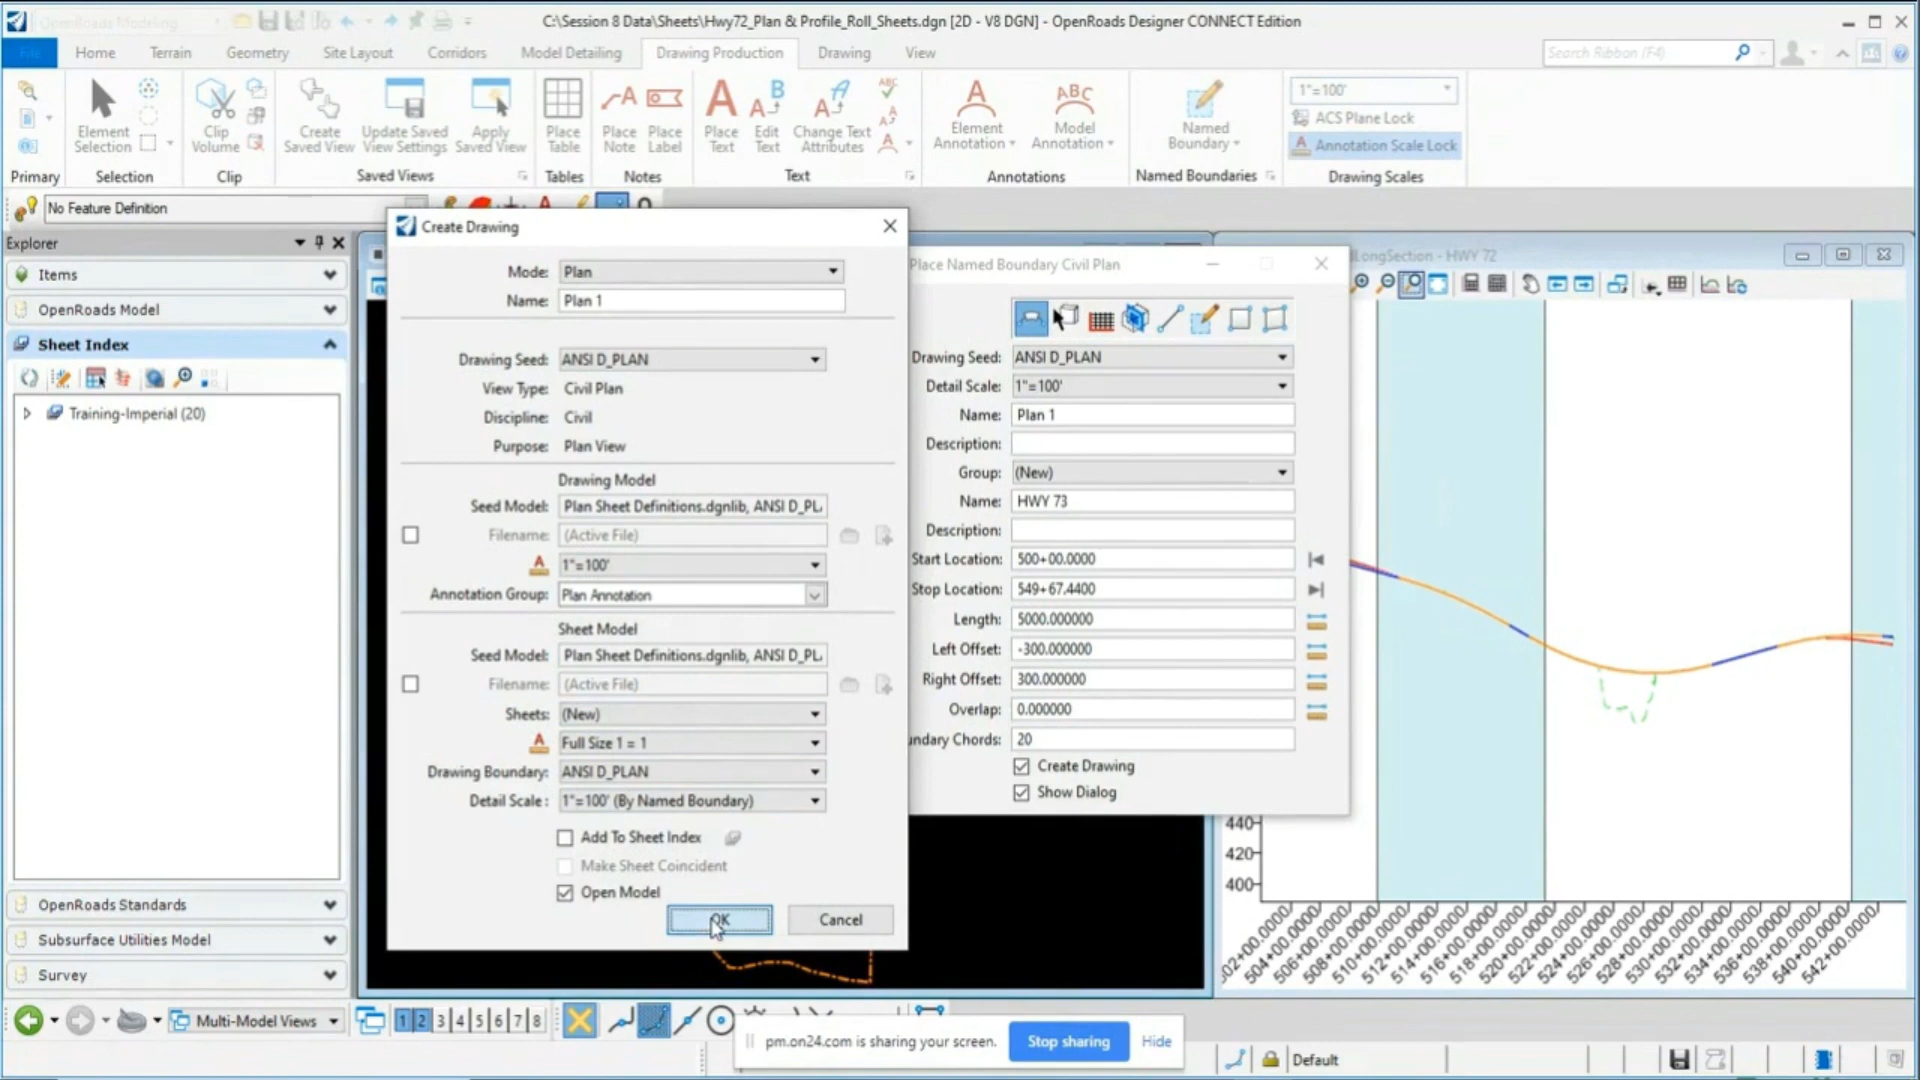 OpenRoads Modeling
C:\Session 8 Data\Sheets\Hwy72_Plan & Profile_Roll_Sheets.dgn [2D - V8 DGN] - OpenRoads Designer CONNECT Edition
File Home Terrain Geometry Site Layout Corridors Model Detailing Drawing Production Drawing View
Search Ribbon (F4)
Element Selection
Clip Volume
Create Saved View
Update Saved View Settings
Apply Saved View
Place Table
Place Note
Place Label
Place Text
Edit Text
Change Text Attributes
Element Annotation
Model Annotation
Named Boundary
1"=100'
ACS Plane Lock
Annotation Scale Lock
Primary Selection Clip Saved Views Tables Notes Text Annotations Named Boundaries Drawing Scales
No Feature Definition
Explorer
Items
OpenRoads Model
Sheet Index
Training-Imperial (20)
OpenRoads Standards
Subsurface Utilities Model
Survey
Create Drawing
Mode: Plan
Name: Plan 1
Drawing Seed: ANSI D_PLAN
View Type: Civil Plan
Discipline: Civil
Purpose: Plan View
Drawing Model
Seed Model: Plan Sheet Definitions.dgnlib, ANSI D_PL
Filename: (Active File)
1"=100'
Annotation Group: Plan Annotation
Sheet Model
Seed Model: Plan Sheet Definitions.dgnlib, ANSI D_PL
Filename: (Active File)
Sheets: (New)
Full Size 1 = 1
Drawing Boundary: ANSI D_PLAN
Detail Scale : 1"=100' (By Named Boundary)
Add To Sheet Index
Make Sheet Coincident
Open Model
OK Cancel
Place Named Boundary Civil Plan
Drawing Seed: ANSI D_PLAN
Detail Scale: 1"=100'
Name: Plan 1
Description:
Group: (New)
Name: HWY 73
Description:
Start Location: 500+00.0000
Stop Location: 549+67.4400
Length: 5000.000000
Left Offset: -300.000000
Right Offset: 300.000000
Overlap: 0.000000
undary Chords: 20
Create Drawing
Show Dialog
LongSection - HWY 72
440
420
400
02+00.0000
504+00.0000
506+00.0000
508+00.0000
510+00.0000
512+00.0000
514+00.0000
516+00.0000
518+00.0000
520+00.0000
522+00.0000
524+00.0000
526+00.0000
528+00.0000
530+00.0000
532+00.0000
534+00.0000
536+00.0000
538+00.0000
540+00.0000
542+00.0000
Multi-Model Views
1 2 3 4 5 6 7 8
pm.on24.com is sharing your screen. Stop sharing Hide
Default